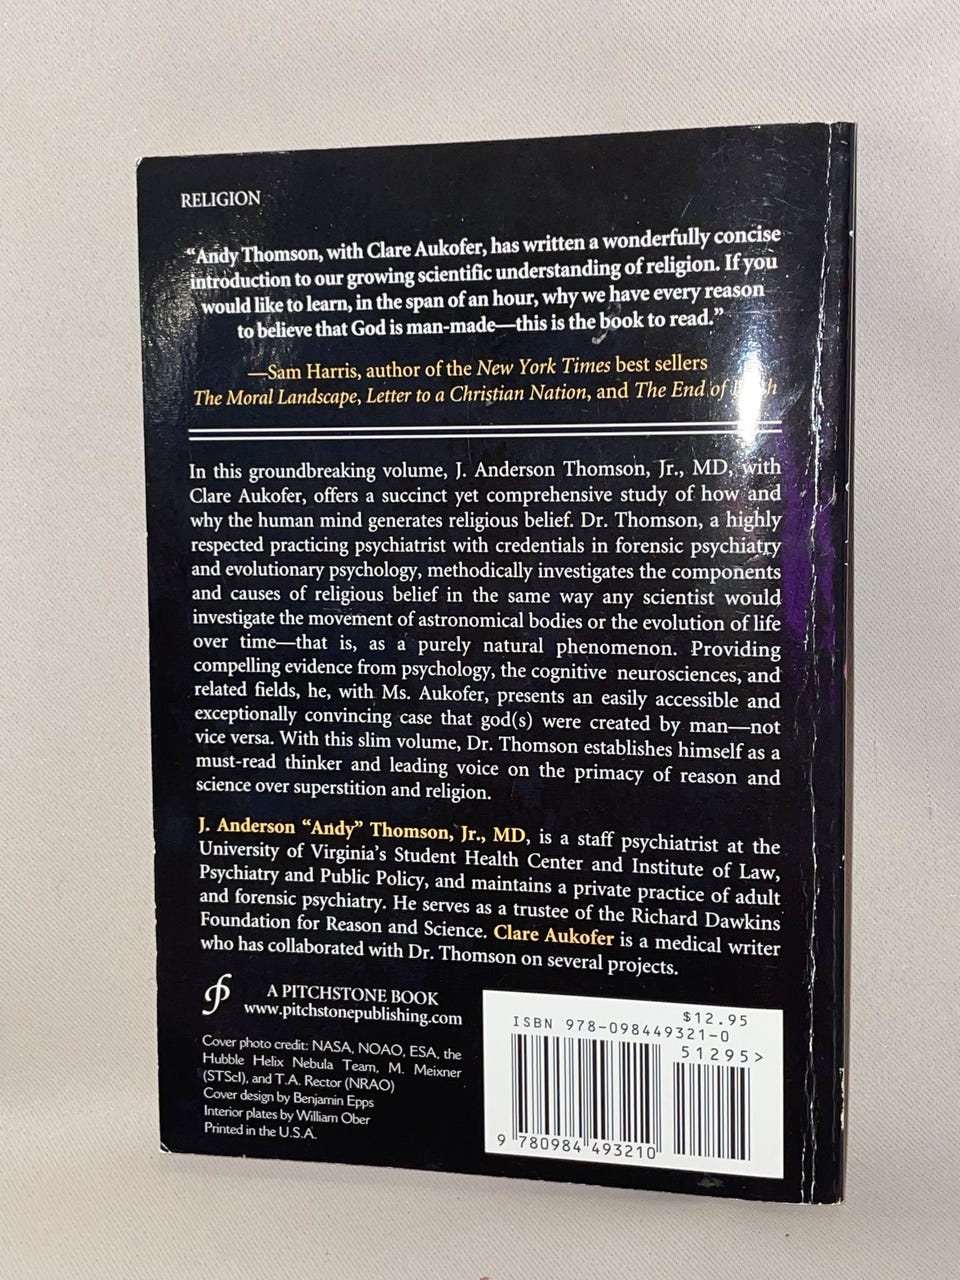 RELIGION
“Andy Thomson, with Clare Aukofer, has written a wonderfully concise
introduction to our growing scientific understanding of religion. If you
would like to learn, in the span of an hour, why we have every reason
to believe that God is man-made—this is the book to read.”
—Sam Harris, author of the New York Times best sellers
The Moral Landscape, Letter to a Christian Nation, and The End of
In this groundbreaking volume, J. Anderson Thomson, Jr., MD, with
Clare Aukofer, offers a succinct yet comprehensive study of how and
why the human mind generates religious belief. Dr. Thomson, a highly
respected practicing psychiatrist with credentials in forensic psychiatry
and evolutionary psychology, methodically investigates the components
and causes of religious belief in the same way any scientist would
investigate the movement of astronomical bodies or the evolution of life
over time—that is, as a purely natural phenomenon. Providing
compelling evidence from psychology, the cognitive neurosciences, and
related fields, he, with Ms. Aukofer, presents an easily accessible and
exceptionally convincing case that god(s) were created by man—not
vice versa. With this slim volume, Dr. Thomson establishes himself as a
must-read thinker and leading voice on the primacy of reason and
science over superstition and religion.
J. Anderson “Andy” Thomson, Jr., MD, is a staff psychiatrist at the
University of Virginia’s Student Health Center and Institute of Law,
Psychiatry and Public Policy, and maintains a private practice of adult
and forensic psychiatry. He serves as a trustee of the Richard Dawkins
Foundation for Reason and Science. Clare Aukofer is a medical writer
who has collaborated with Dr. Thomson on several projects.
A PITCHSTONE BOOK
www.pitchstonepublishing.com
Cover photo credit: NASA, NOAO, ESA, the
Hubble Helix Nebula Team, M. Meixner
(STScI), and T.A. Rector (NRAO)
Cover design by Benjamin Epps
Interior plates by William Ober
Printed in the U.S.A.
$12.95
ISBN 978-098449321-0
51295>
9 780984 493210